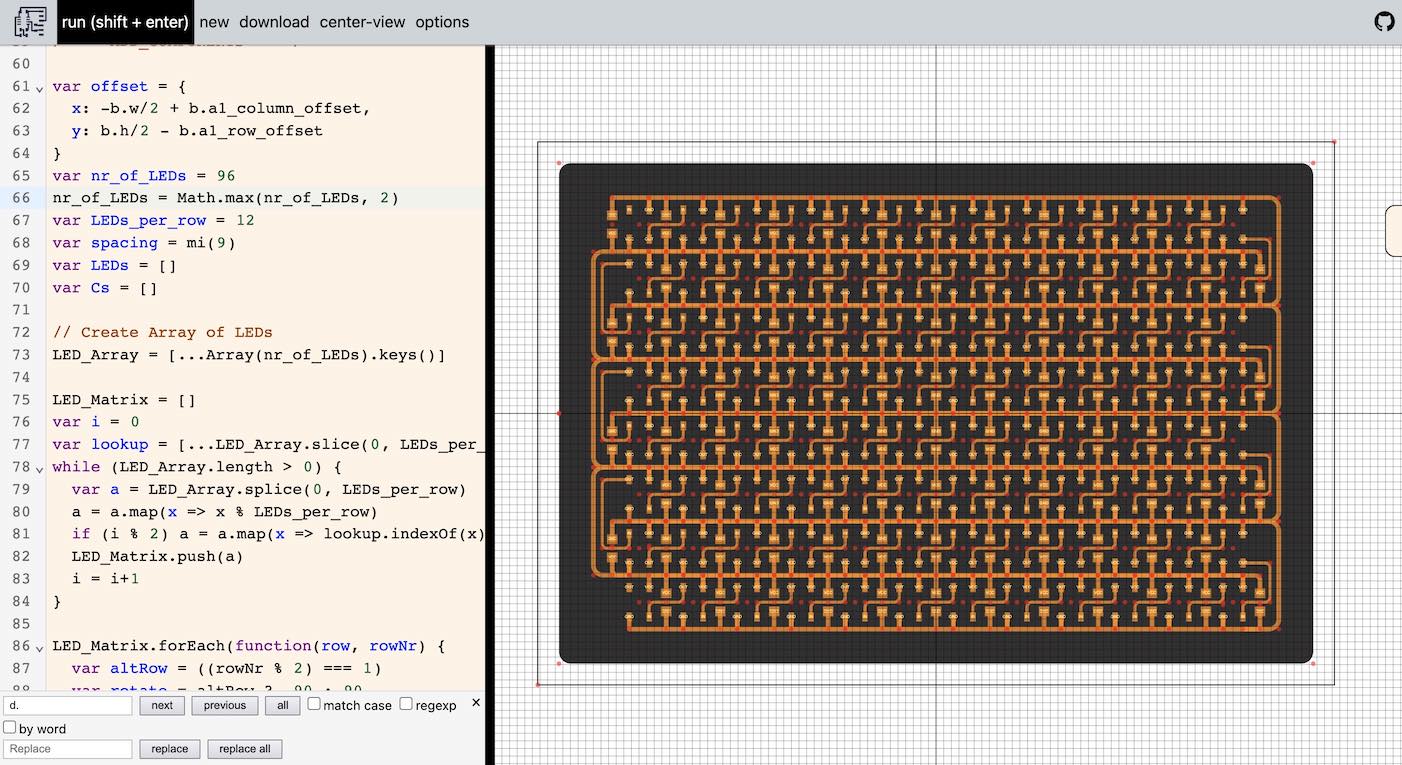 run (shift + enter) new download center-view options
60
61 var offset = {
62 x: -b.w/2 + b.a1_column_offset,
63 y: b.h/2 - b.a1_row_offset
64 }
65 var nr_of_LEDs = 96
66 nr_of_LEDs = Math.max(nr_of_LEDs, 2)
67 var LEDs_per_row = 12
68 var spacing = mi(9)
69 var LEDs = []
70 var Cs = []
71
72 // Create Array of LEDs
73 LED_Array = [...Array(nr_of_LEDs).keys()]
74
75 LED_Matrix = []
76 var i = 0
77 var lookup = [...LED_Array.slice(0, LEDs_per_
78 while (LED_Array.length > 0) {
79 var a = LED_Array.splice(0, LEDs_per_row)
80 a = a.map(x => x % LEDs_per_row)
81 if (i % 2) a = a.map(x => lookup.indexOf(x)
82 LED_Matrix.push(a)
83 i = i+1
84 }
85
86 LED_Matrix.forEach(function(row, rowNr) {
87 var altRow = ((rowNr % 2) === 1)
88 var rotate = altRow ? -90 : 90
d. next previous all match case regexp ×
by word
Replace replace replace all